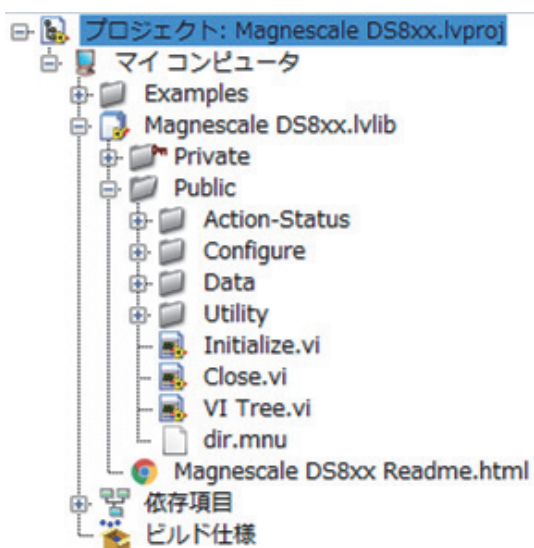 プロジェクト: Magnescale DS8xx.lvproj
マイ コンピュータ
Examples
Magnescale DS8xx.lvlib
Private
Public
Action-Status
Configure
Data
Utility
Initialize.vi
Close.vi
VI Tree.vi
dir.mnu
Magnescale DS8xx Readme.html
依存項目
ビルド仕様